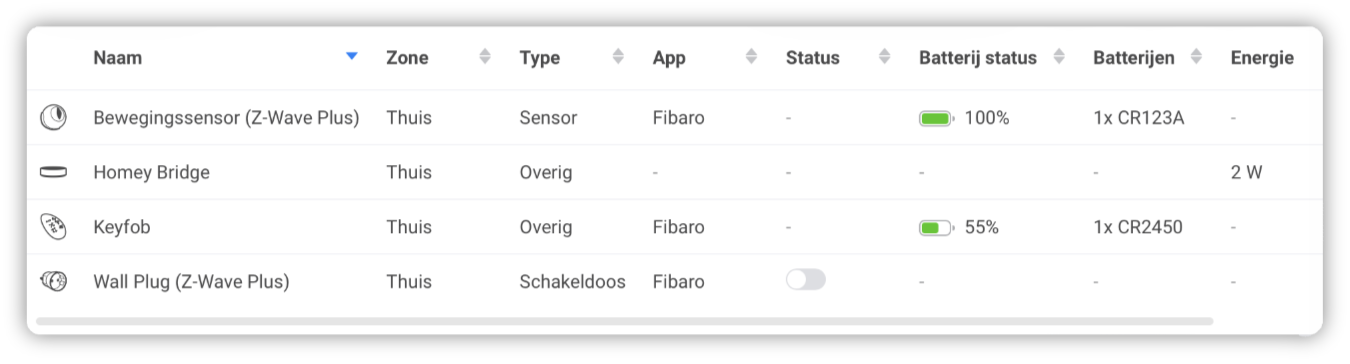 Naam Zone Type App Status Batterij status Batterijen Energie
Bewegingssensor (Z-Wave Plus) Thuis Sensor Fibaro - 100% 1x CR123A -
Homey Bridge Thuis Overig - - - - 2 W
Keyfob Thuis Overig Fibaro - 55% 1x CR2450 -
Wall Plug (Z-Wave Plus) Thuis Schakeldoos Fibaro - - -